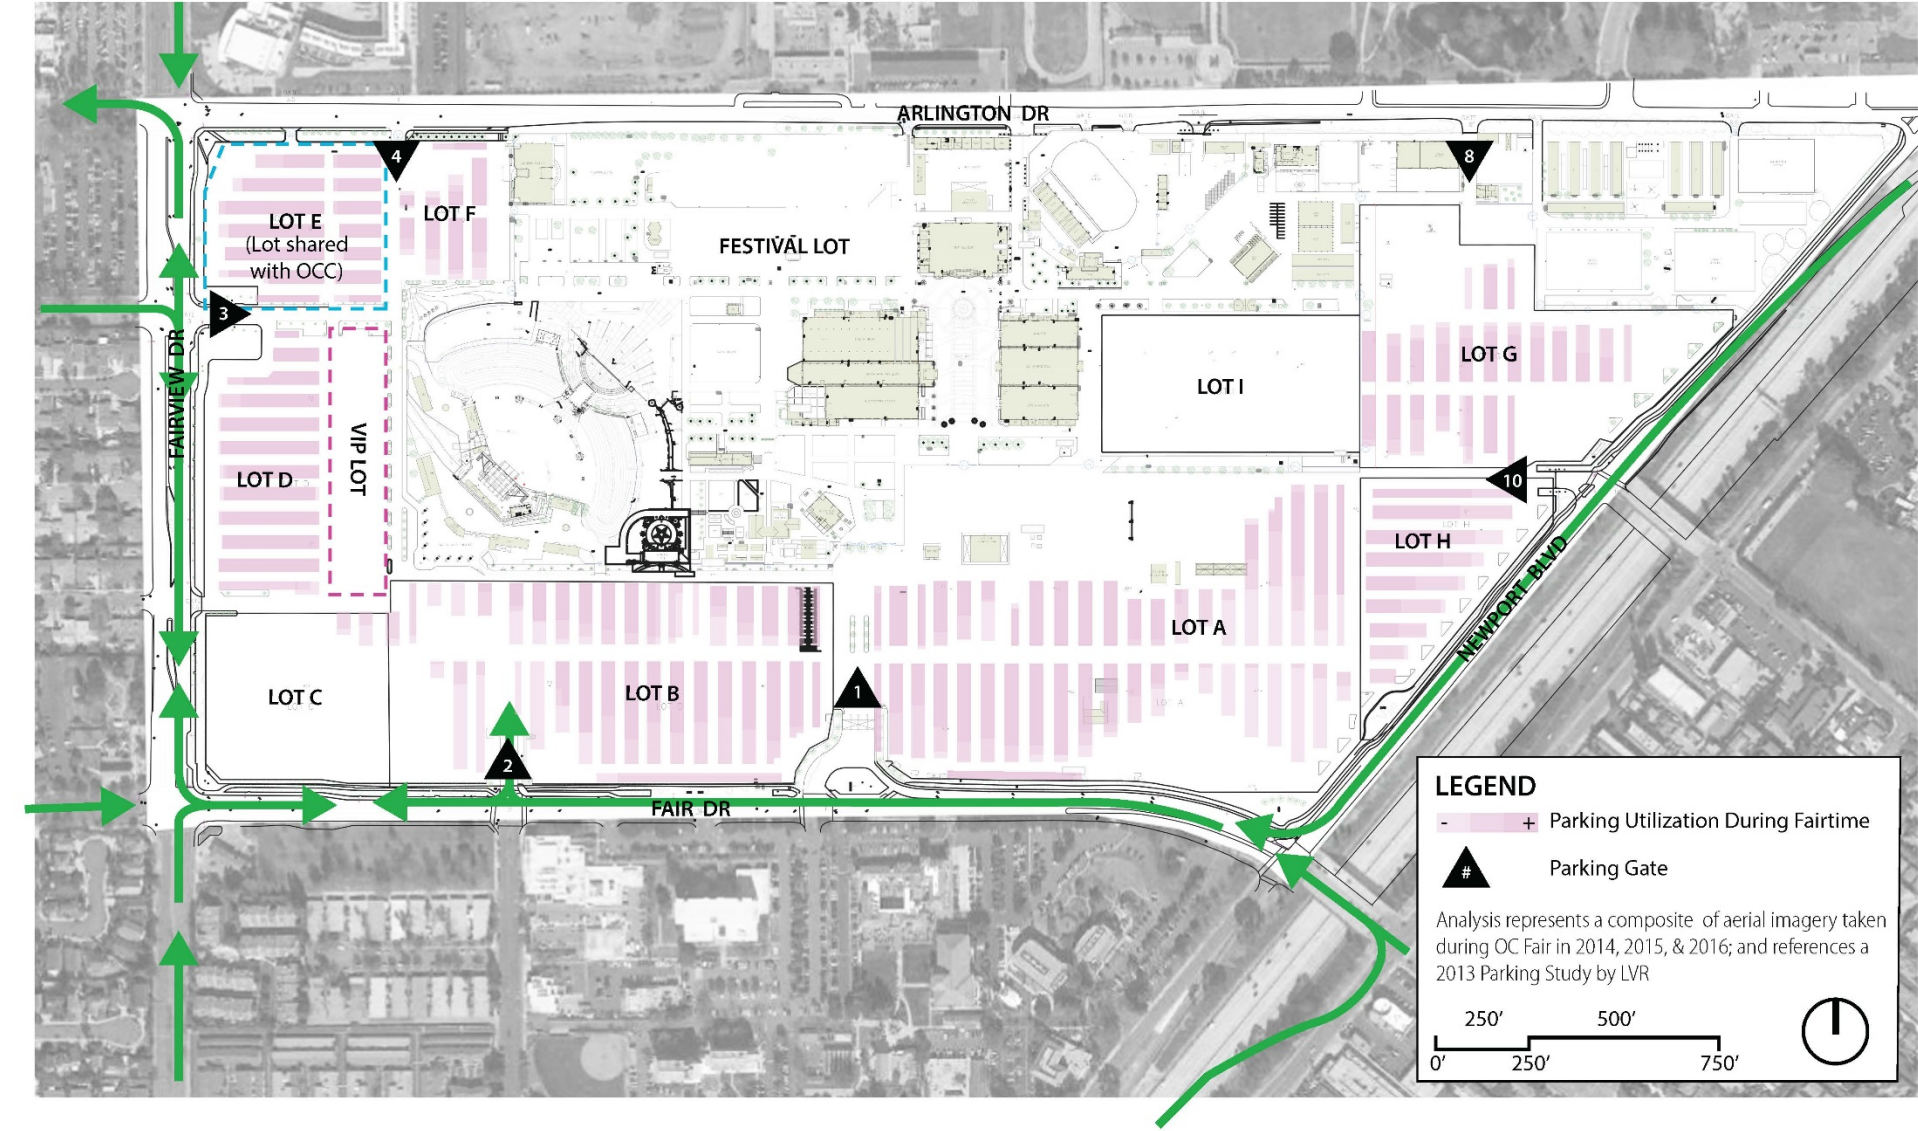 ARLINGTON DR
4
8
LOT E
(Lot shared
with OCC)
LOT F
FESTIVAL LOT
3
FAIRVIEW DR
LOT G
LOT I
VIP LOT
LOT D
10
LOT H
NEWPORT BLVD
LOT A
LOT C
LOT B
1
2
FAIR DR
LEGEND
- + Parking Utilization During Fairtime
# Parking Gate
Analysis represents a composite of aerial imagery taken
during OC Fair in 2014, 2015, & 2016; and references a
2013 Parking Study by LVR
250' 500'
0' 250' 750'